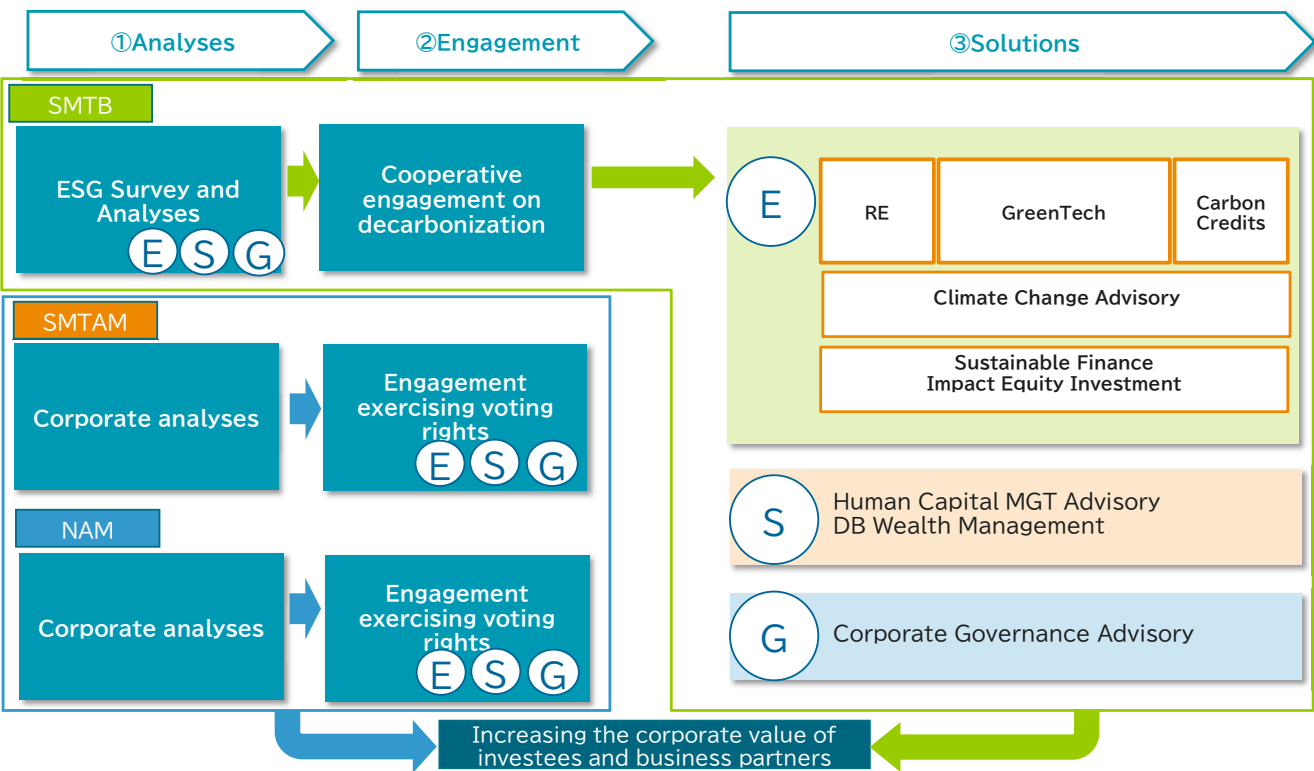 ①Analyses
②Engagement
③Solutions
SMTB
ESG Survey and
Analyses
E S G
Cooperative
engagement on
decarbonization
E
RE
GreenTech
Carbon
Credits
Climate Change Advisory
Sustainable Finance
Impact Equity Investment
SMTAM
Corporate analyses
Engagement
exercising voting
rights
E S G
NAM
Corporate analyses
Engagement
exercising voting
rights
E S G
S
Human Capital MGT Advisory
DB Wealth Management
G
Corporate Governance Advisory
Increasing the corporate value of
investees and business partners